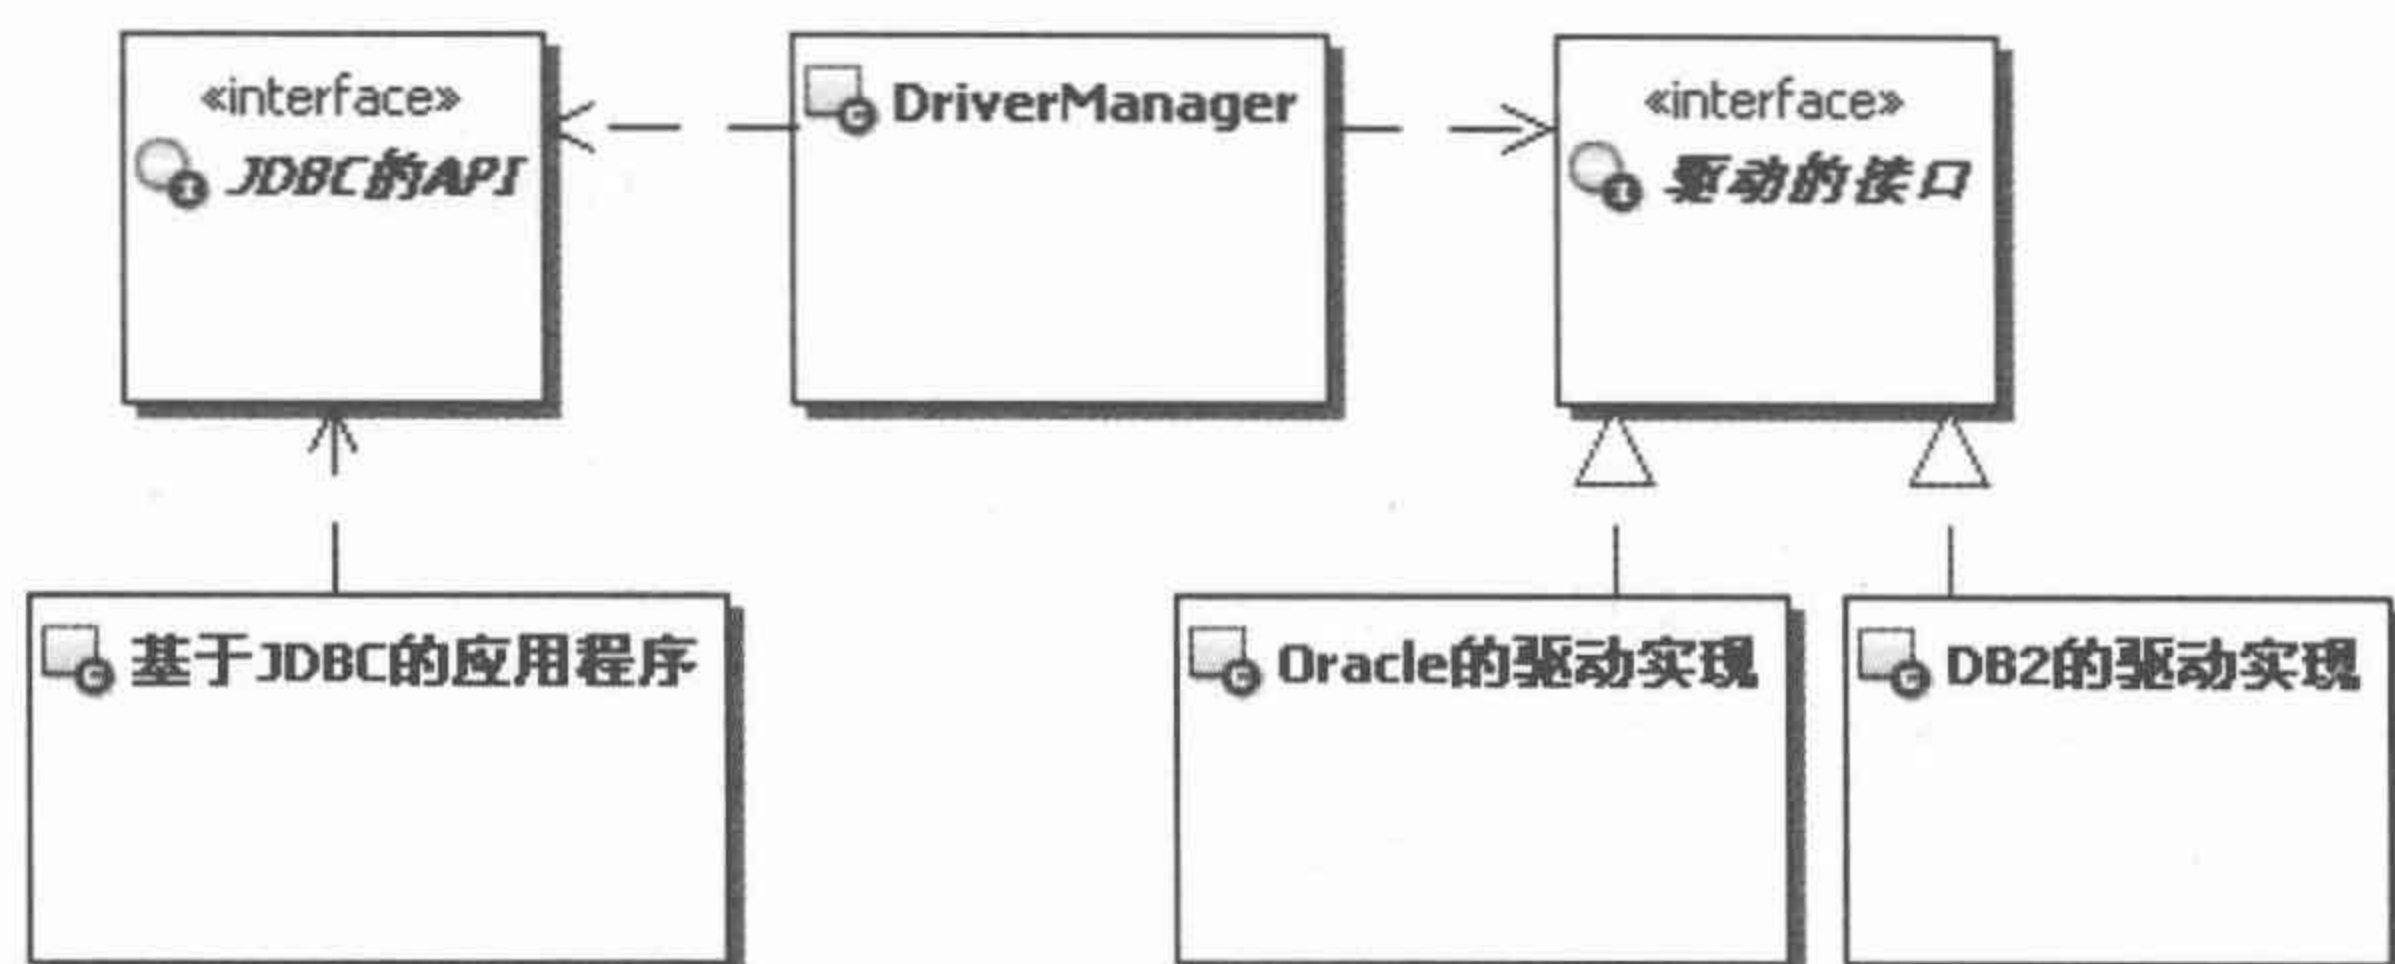 «interface»
JDBC的API
DriverManager
«interface»
驱动的接口
基于JDBC的应用程序
Oracle的驱动实现
DB2的驱动实现